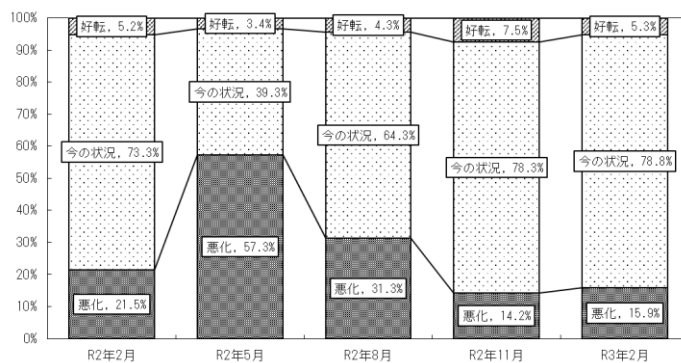 100%
90%
80%
70%
60%
50%
40%
30%
20%
10%
0%
好転, 5.2%
好転, 3.4%
好転, 4.3%
好転, 7.5%
好転, 5.3%
今の状況, 73.3%
今の状況, 39.3%
今の状況, 64.3%
今の状況, 78.3%
今の状況, 78.8%
悪化, 21.5%
悪化, 57.3%
悪化, 31.3%
悪化, 14.2%
悪化, 15.9%
R2年2月
R2年5月
R2年8月
R2年11月
R3年2月